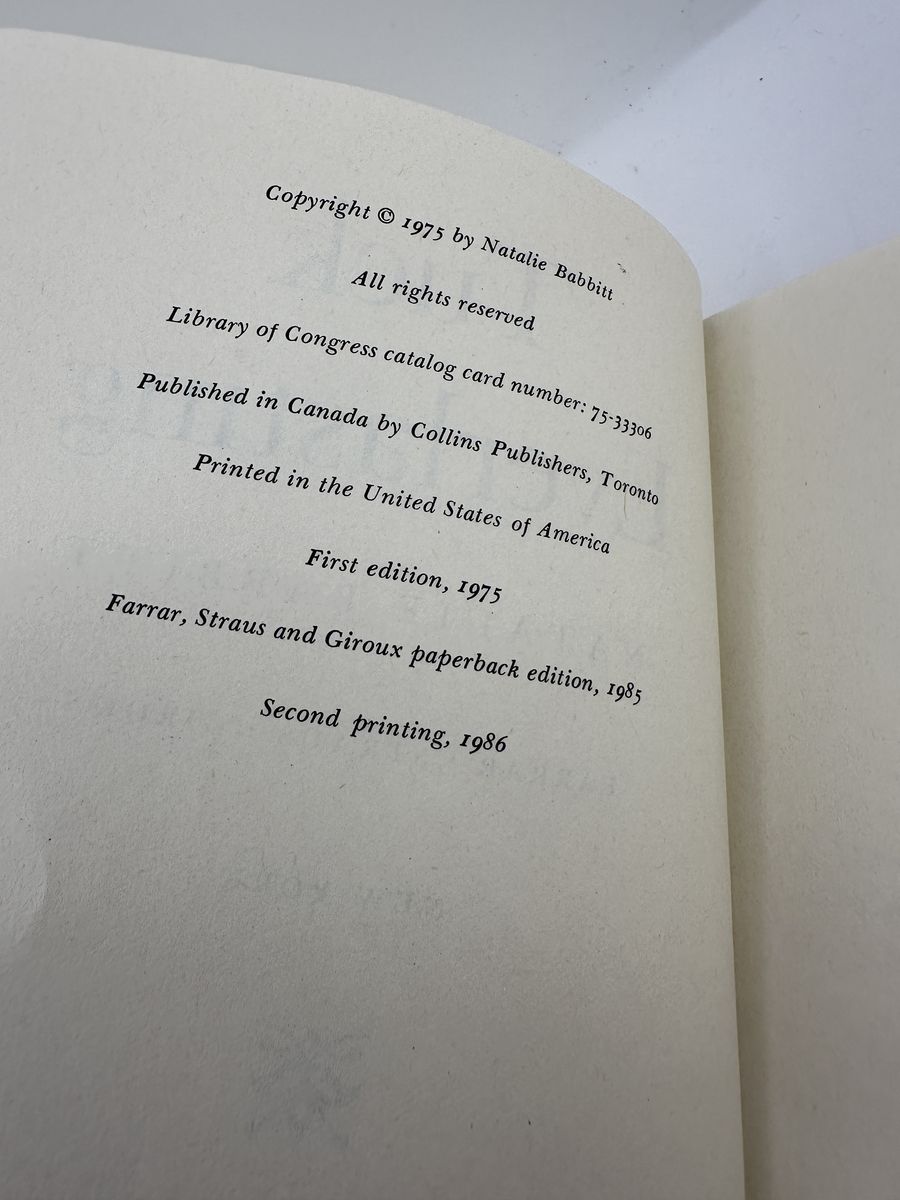 Copyright © 1975 by Natalie Babbitt
All rights reserved
Library of Congress catalog card number: 75-33306
Published in Canada by Collins Publishers, Toronto
Printed in the United States of America
First edition, 1975
Farrar, Straus and Giroux paperback edition, 1985
Second printing, 1986